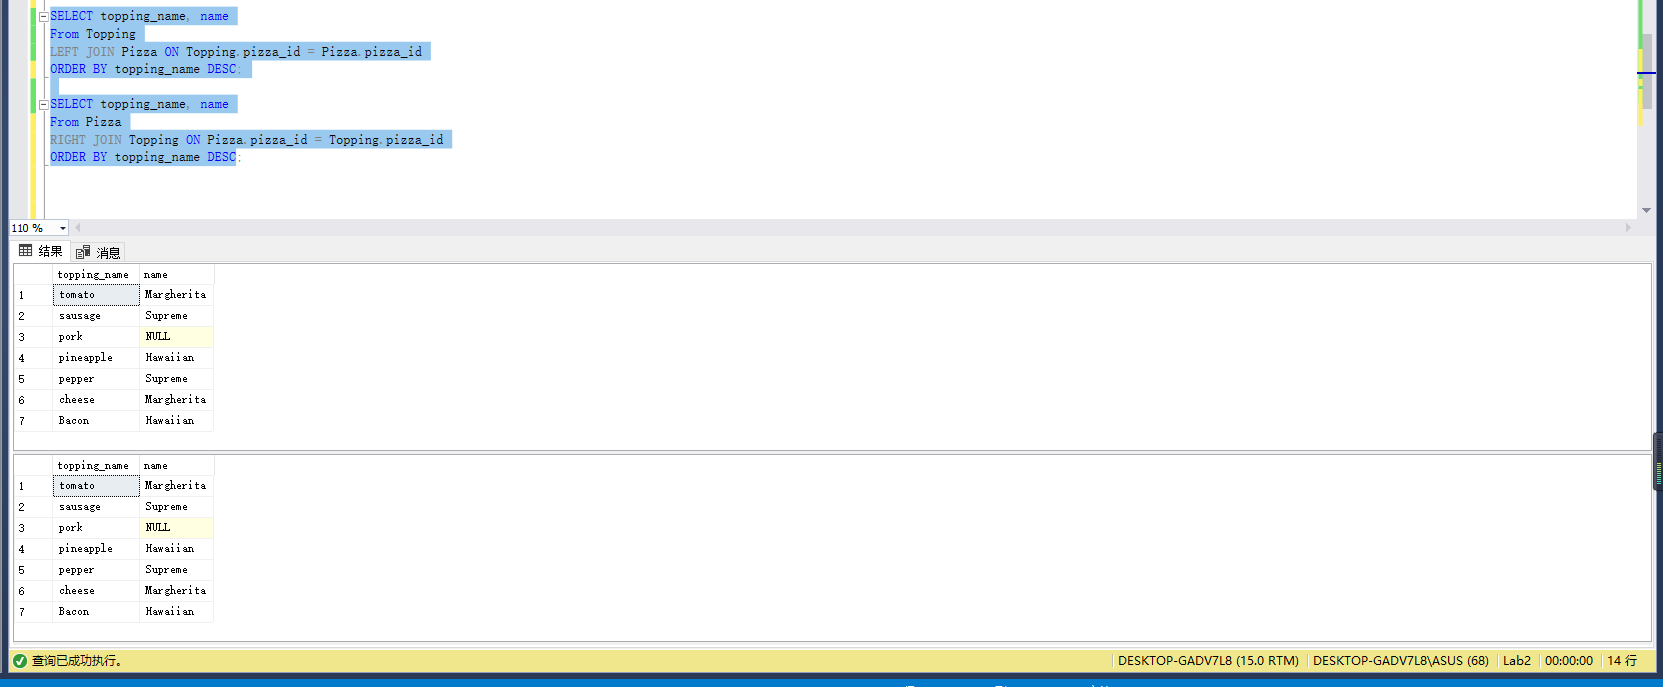 SELECT topping_name, name
From Topping
LEFT JOIN Pizza ON Topping.pizza_id = Pizza.pizza_id
ORDER BY topping_name DESC;
SELECT topping_name, name
From Pizza
RIGHT JOIN Topping ON Pizza.pizza_id = Topping.pizza_id
ORDER BY topping_name DESC;
110 %
结果 消息
topping_name name
1 tomato Margherita
2 sausage Supreme
3 pork NULL
4 pineapple Hawaiian
5 pepper Supreme
6 cheese Margherita
7 Bacon Hawaiian
topping_name name
1 tomato Margherita
2 sausage Supreme
3 pork NULL
4 pineapple Hawaiian
5 pepper Supreme
6 cheese Margherita
7 Bacon Hawaiian
查询已成功执行。 DESKTOP-GADV7L8 (15.0 RTM) DESKTOP-GADV7L8\ASUS (68) Lab2 00:00:00 14 行